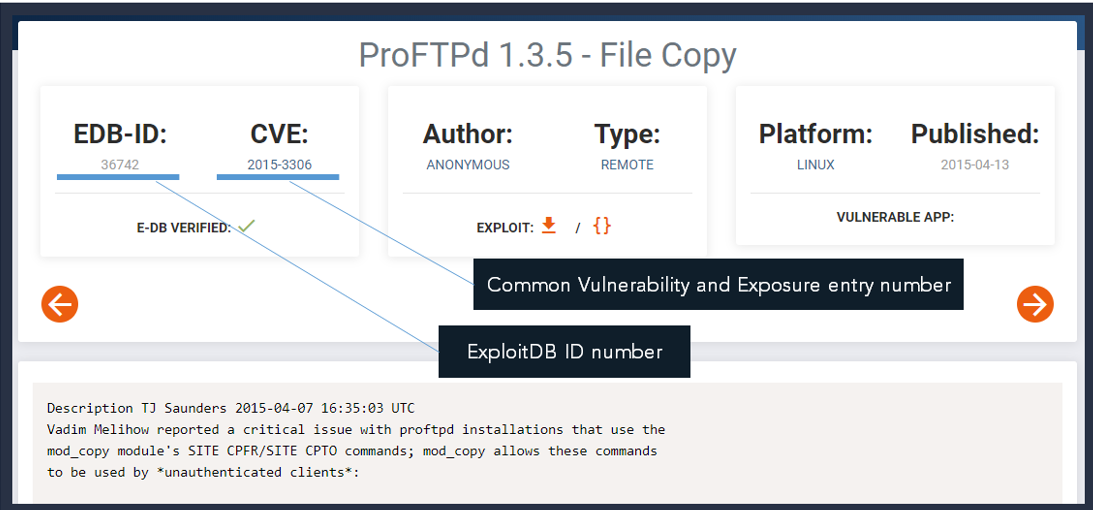 ProFTPd 1.3.5 - File Copy
EDB-ID:
36742
CVE:
2015-3306
E-DB VERIFIED:
Author:
ANONYMOUS
Type:
REMOTE
EXPLOIT: / {}
Platform:
LINUX
Published:
2015-04-13
VULNERABLE APP:
Common Vulnerability and Exposure entry number
ExploitDB ID number
Description TJ Saunders 2015-04-07 16:35:03 UTC
Vadim Melihow reported a critical issue with proftpd installations that use the
mod_copy module's SITE CPFR/SITE CPTO commands; mod_copy allows these commands
to be used by *unauthenticated clients*: